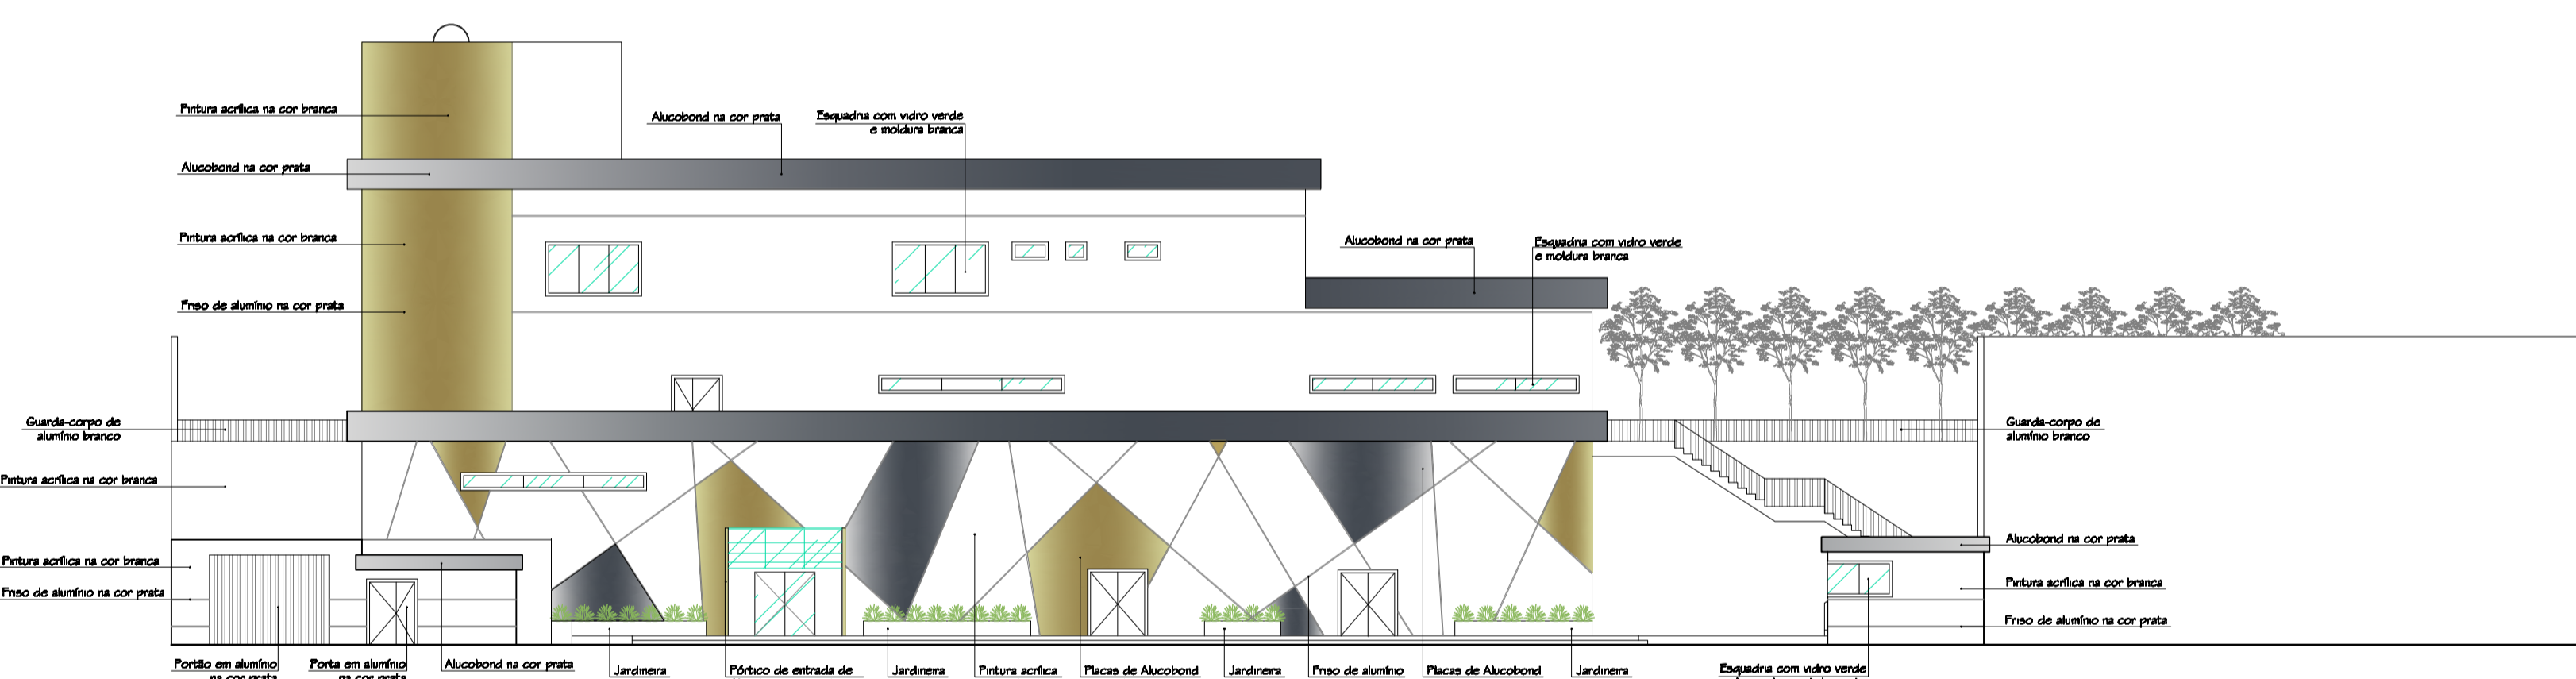 Pintura acrílica na cor branca
Alucobond na cor prata
Esquadria com vidro verde
e moldura branca
Alucobond na cor prata
Pintura acrílica na cor branca
Alucobond na cor prata
Esquadria com vidro verde
e moldura branca
Friso de alumínio na cor prata
Guarda-corpo de
alumínio branco
Guarda-corpo de
alumínio branco
Pintura acrílica na cor branca
Alucobond na cor prata
Pintura acrílica na cor branca
Pintura acrílica na cor branca
Friso de alumínio na cor prata
Friso de alumínio na cor prata
Portão em alumínio
na cor prata
Porta em alumínio
na cor prata
Alucobond na cor prata
Jardineira
Pórtico de entrada de
Jardineira
Pintura acrílica
Placas de Alucobond
Jardineira
Friso de alumínio
Placas de Alucobond
Jardineira
Esquadria com vidro verde